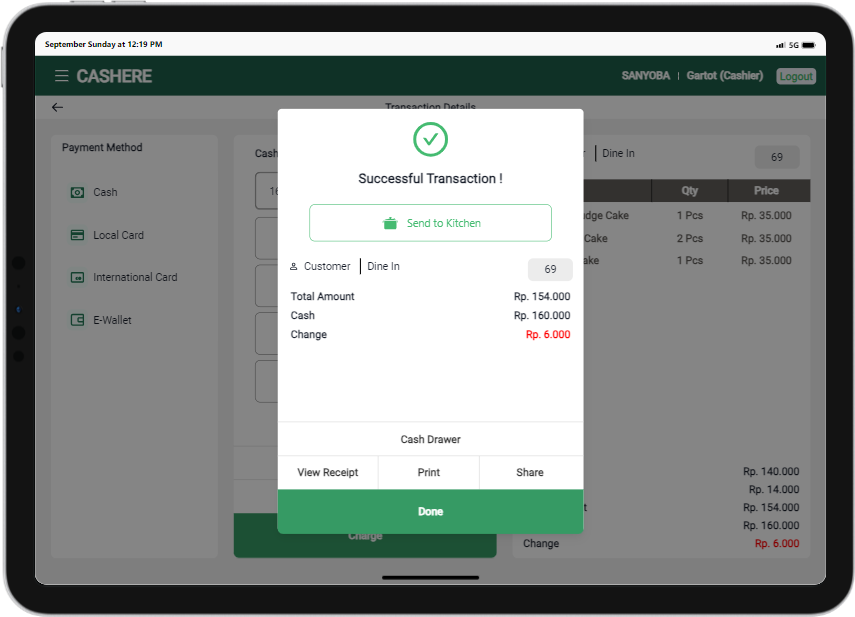 September Sunday at 12:19 PM
5G
CASHERE
SANYOBA | Gartot (Cashier) Logout
Transaction Details
Payment Method
Cash
Local Card
International Card
E-Wallet
Cash
16
Successful Transaction !
Send to Kitchen
Customer | Dine In 69
Total Amount Rp. 154.000
Cash Rp. 160.000
Change Rp. 6.000
Cash Drawer
View Receipt Print Share
Done
Charge
Dine In 69
Qty Price
dge Cake 1 Pcs Rp. 35.000
Cake 2 Pcs Rp. 35.000
ake 1 Pcs Rp. 35.000
Rp. 140.000
Rp. 14.000
Rp. 154.000
Rp. 160.000
Change Rp. 6.000